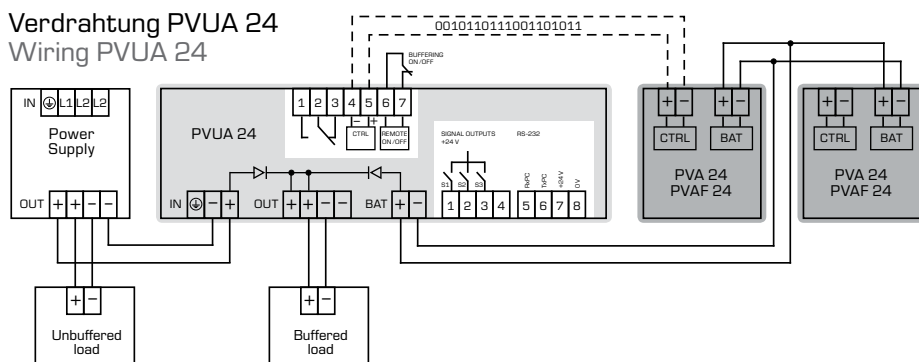 Verdrahtung PVUA 24
Wiring PVUA 24
0010110111001101011
BUFFERING
ON/OFF
IN L1 L2 L2
Power
Supply
OUT + + − −
PVUA 24
1 2 3 4 5 6 7
− +
CTRL
REMOTE
ON/OFF
SIGNAL OUTPUTS
+24 V
RS-232
S1 S2 S3
RxPC TxPC +24 V 0 V
1 2 3 4 5 6 7 8
IN − +
OUT + + − −
BAT + −
+ − + −
CTRL BAT
PVA 24
PVAF 24
+ − + −
CTRL BAT
PVA 24
PVAF 24
+ −
Unbuffered
load
+ −
Buffered
load